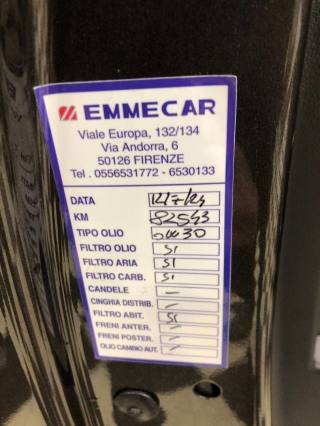 EMMECAR
Viale Europa, 132/134
Via Andorra, 6
50126 FIRENZE
Tel. 0556531772 - 6530133
DATA
KM 82543
TIPO OLIO 0W30
FILTRO OLIO SI
FILTRO ARIA SI
FILTRO CARB. SI
CANDELE –
CINGHIA DISTRIB. –
FILTRO ABIT. SI
FRENI ANTER. –
FRENI POSTER. –
OLIO CAMBIO AUT. –